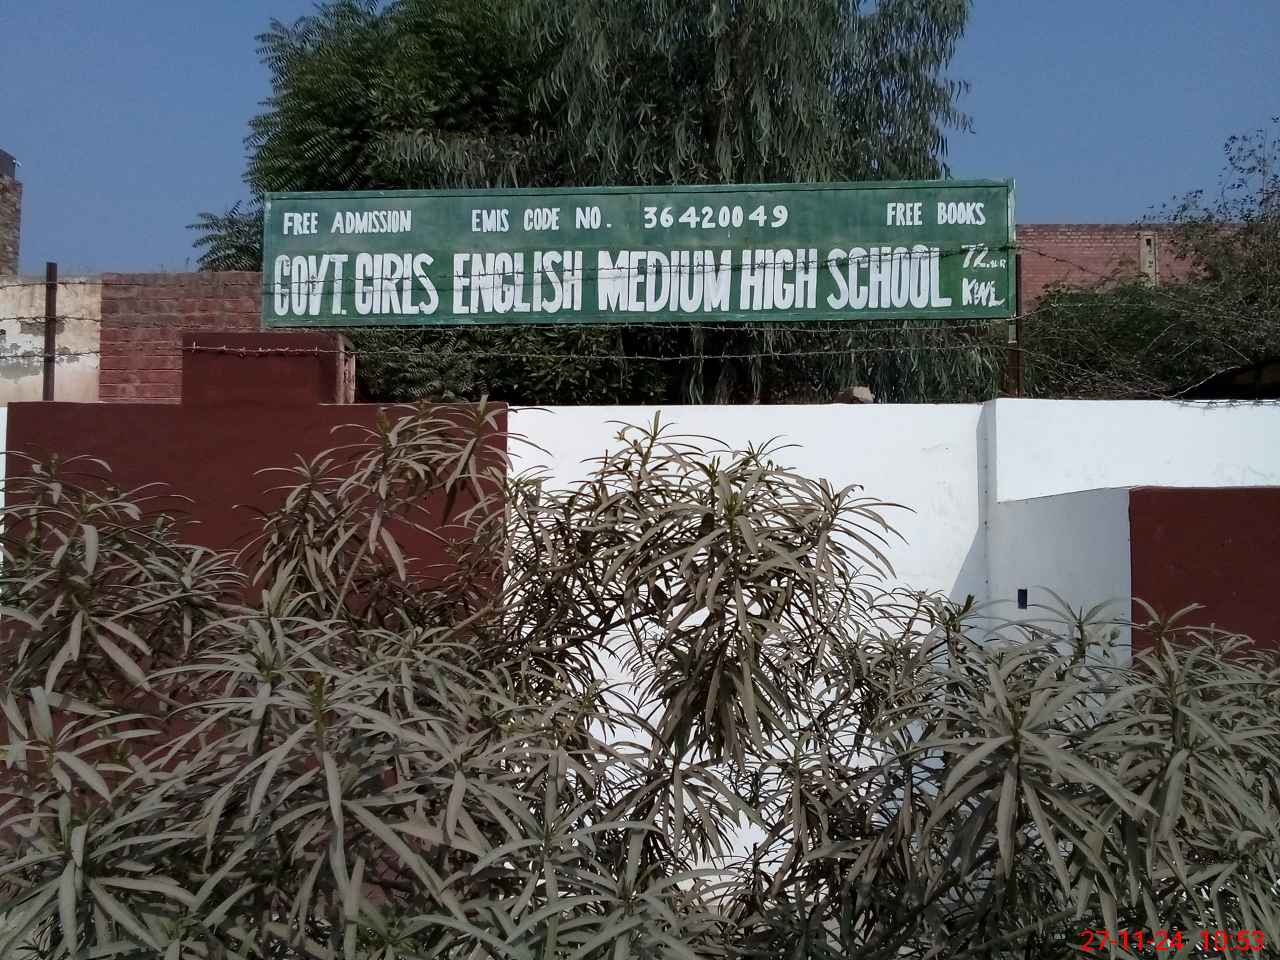 FREE ADMISSION EMIS CODE NO. 36420049 FREE BOOKS
GOVT. GIRLS ENGLISH MEDIUM HIGH SCHOOL 72
KWL
27-11-24 10:53